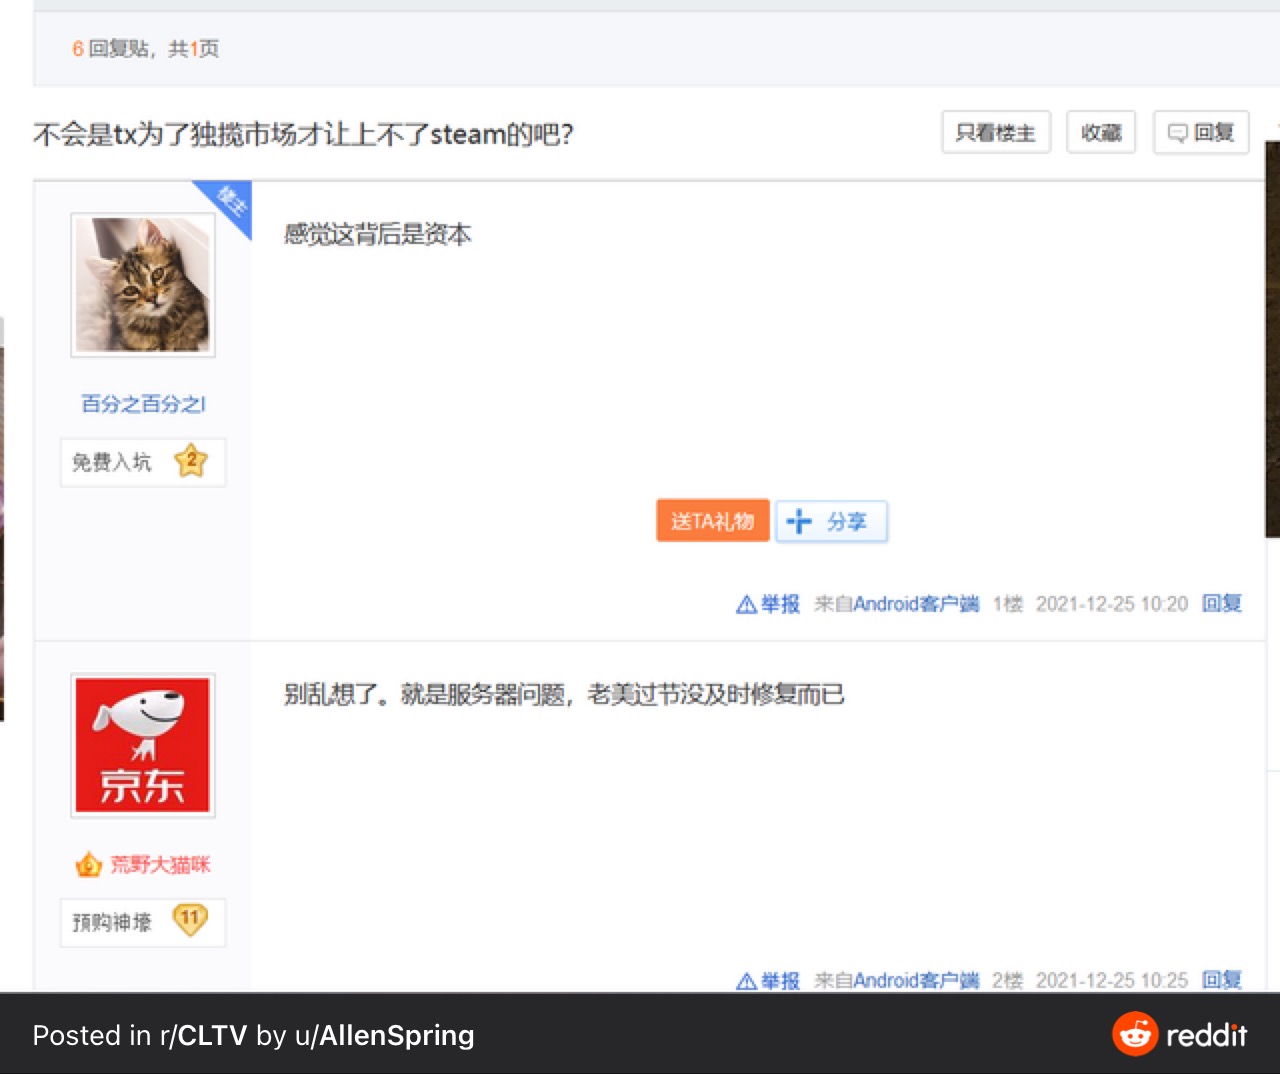 6回复贴，共1页
不会是tx为了独揽市场才让上不了steam的吧？
只看楼主
收藏
回复
楼主
感觉这背后是资本
百分之百分之I
免费入坑 2
送TA礼物
分享
举报 来自Android客户端 1楼 2021-12-25 10:20 回复
别乱想了。就是服务器问题，老美过节没及时修复而已
京东
荒野大猫咪
预购神壕 11
举报 来自Android客户端 2楼 2021-12-25 10:25 回复
Posted in r/CLTV by u/AllenSpring
reddit